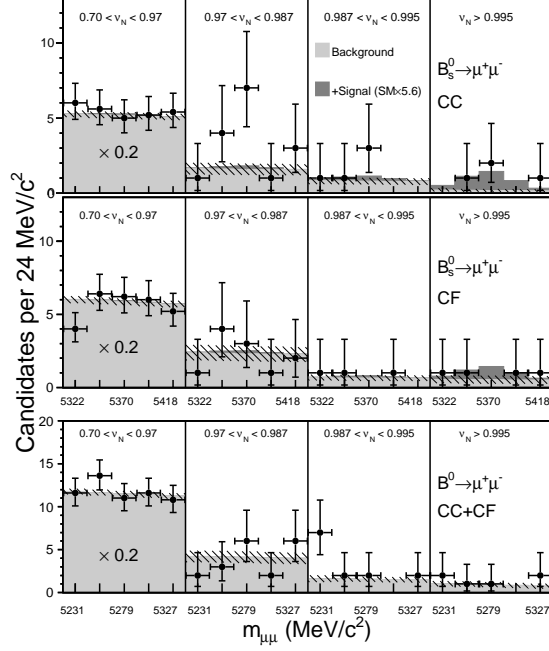 0.70 < ν_N < 0.97 0.97 < ν_N < 0.987 0.987 < ν_N < 0.995 ν_N > 0.995
10
5
0
Background
+Signal (SM×5.6)
B_s^0→μ^+μ^-
CC
× 0.2
0.70 < ν_N < 0.97 0.97 < ν_N < 0.987 0.987 < ν_N < 0.995 ν_N > 0.995
10
5
0
B_s^0→μ^+μ^-
CF
× 0.2
5322 5370 5418 5322 5370 5418 5322 5370 5418 5322 5370 5418
Candidates per 24 MeV/c^2
0.70 < ν_N < 0.97 0.97 < ν_N < 0.987 0.987 < ν_N < 0.995 ν_N > 0.995
20
15
10
5
0
B^0→μ^+μ^-
CC+CF
× 0.2
5231 5279 5327 5231 5279 5327 5231 5279 5327 5231 5279 5327
m_μμ (MeV/c^2)